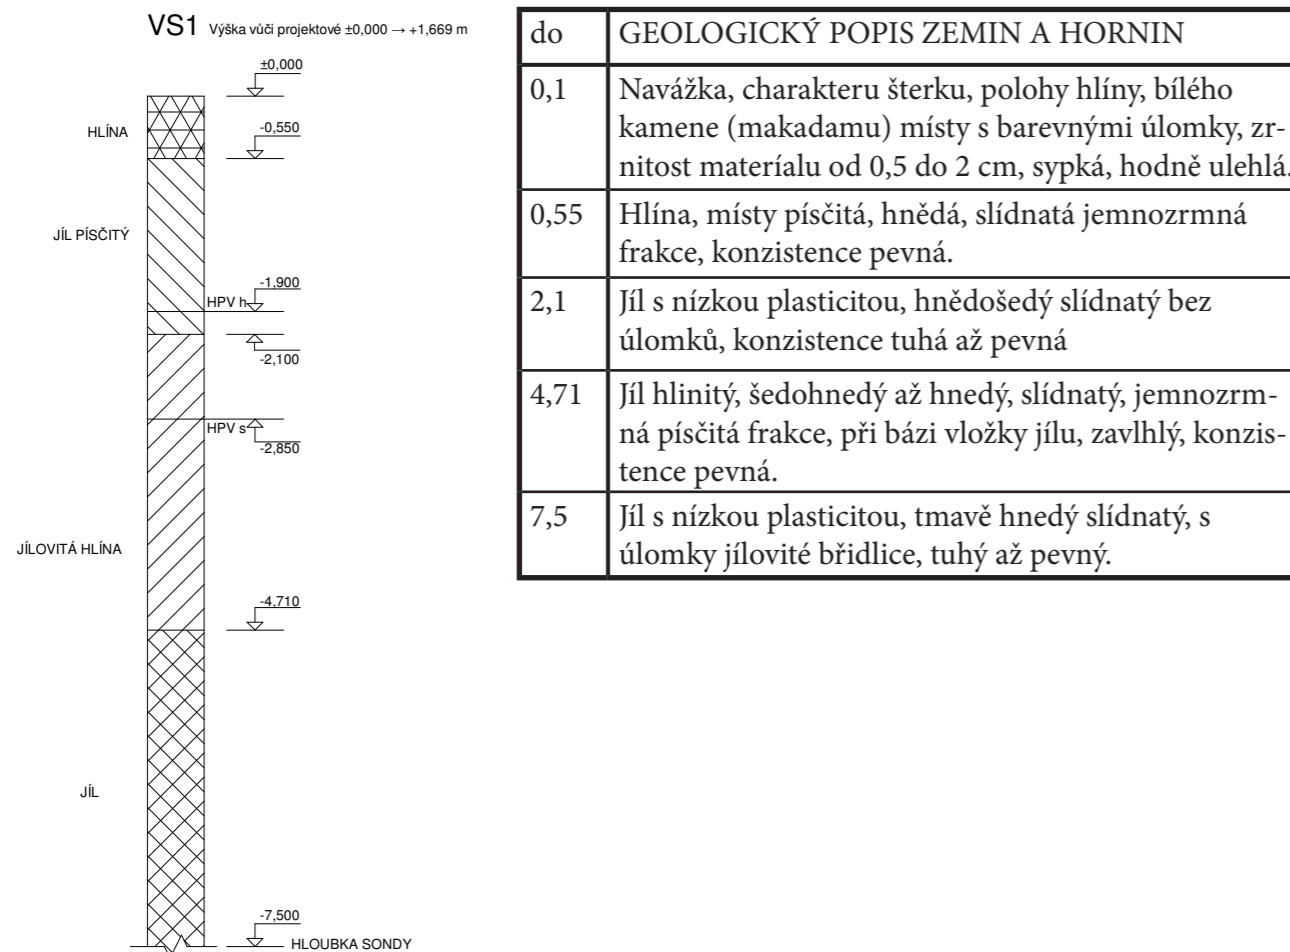 VS1 Výška vůči projektové ±0,000 → +1,669 m
±0,000
HLÍNA
-0,550
JÍL PÍSČITÝ
-1,900
HPV h
-2,100
HPV s
-2,850
JÍLOVITÁ HLÍNA
-4,710
JÍL
-7,500
HLOUBKA SONDY
do GEOLOGICKÝ POPIS ZEMIN A HORNIN
0,1 Navážka, charakteru šterku, polohy hlíny, bílého
kamene (makadamu) místy s barevnými úlomky, zr-
nitost materíalu od 0,5 do 2 cm, sypká, hodně ulehlá.
0,55 Hlína, místy písčitá, hnědá, slídnatá jemnozrmná
frakce, konzistence pevná.
2,1 Jíl s nízkou plasticitou, hnědošedý slídnatý bez
úlomků, konzistence tuhá až pevná
4,71 Jíl hlinitý, šedohnedý až hnedý, slídnatý, jemnozrm-
ná písčitá frakce, při bázi vložky jílu, zavlhlý, konzis-
tence pevná.
7,5 Jíl s nízkou plasticitou, tmavě hnedý slídnatý, s
úlomky jílovité břidlice, tuhý až pevný.